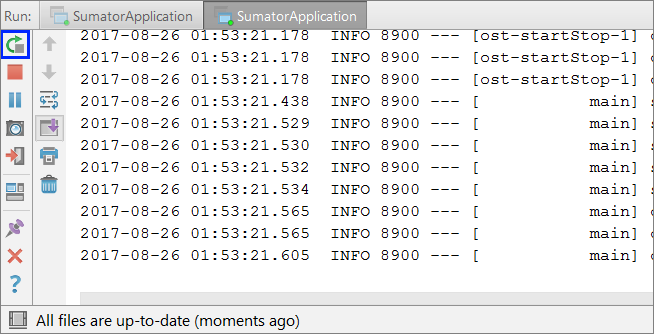 Run: SumatorApplication SumatorApplication
2017-08-26 01:53:21.178 INFO 8900 --- [ost-startStop-1]
2017-08-26 01:53:21.178 INFO 8900 --- [ost-startStop-1]
2017-08-26 01:53:21.178 INFO 8900 --- [ost-startStop-1]
2017-08-26 01:53:21.438 INFO 8900 --- [ main]
2017-08-26 01:53:21.529 INFO 8900 --- [ main]
2017-08-26 01:53:21.530 INFO 8900 --- [ main]
2017-08-26 01:53:21.532 INFO 8900 --- [ main]
2017-08-26 01:53:21.534 INFO 8900 --- [ main]
2017-08-26 01:53:21.565 INFO 8900 --- [ main]
2017-08-26 01:53:21.565 INFO 8900 --- [ main]
2017-08-26 01:53:21.605 INFO 8900 --- [ main]
All files are up-to-date (moments ago)